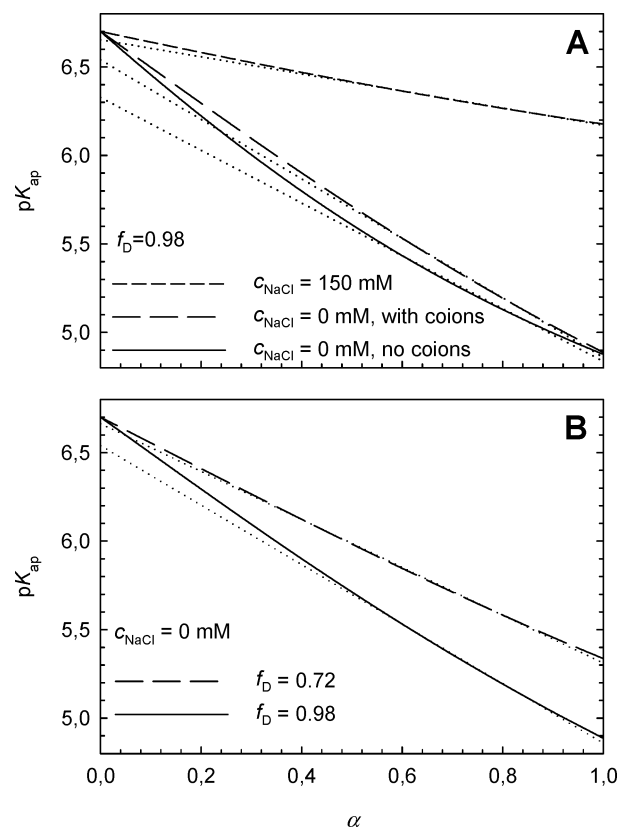 A
6,5
6,0
5,5
5,0
pKap
fD=0.98
cNaCl = 150 mM
cNaCl = 0 mM, with coions
cNaCl = 0 mM, no coions
B
6,5
6,0
5,5
5,0
pKap
cNaCl = 0 mM
fD = 0.72
fD = 0.98
0,0 0,2 0,4 0,6 0,8 1,0
α